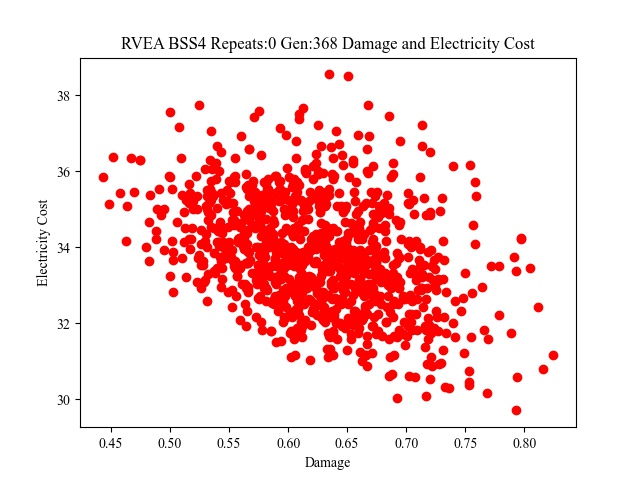 RVEA BSS4 Repeats:0 Gen:368 Damage and Electricity Cost
38
36
34
32
30
Electricity Cost
0.45 0.50 0.55 0.60 0.65 0.70 0.75 0.80
Damage